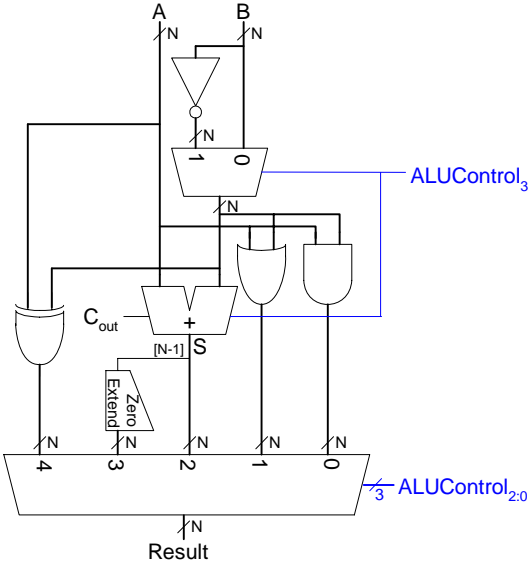 A B
N N
N
1 0
ALUControl3
N
Cout
+
[N-1] S
Zero
Extend
N N N N N
4 3 2 1 0
3 ALUControl2:0
N
Result